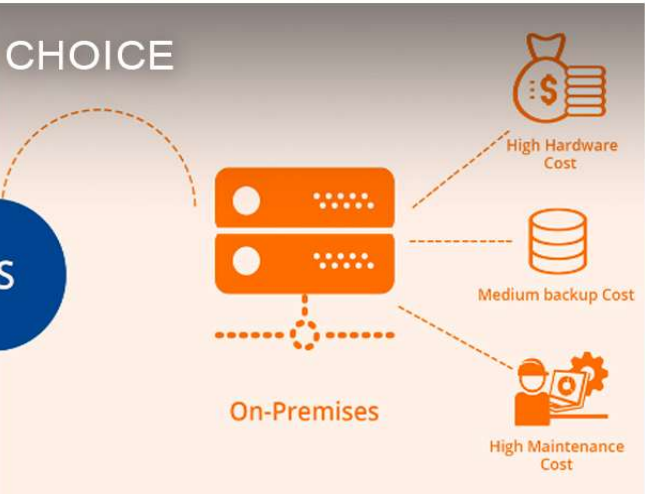 CHOICE
High Hardware
Cost
S
Medium backup Cost
On-Premises
High Maintenance
Cost